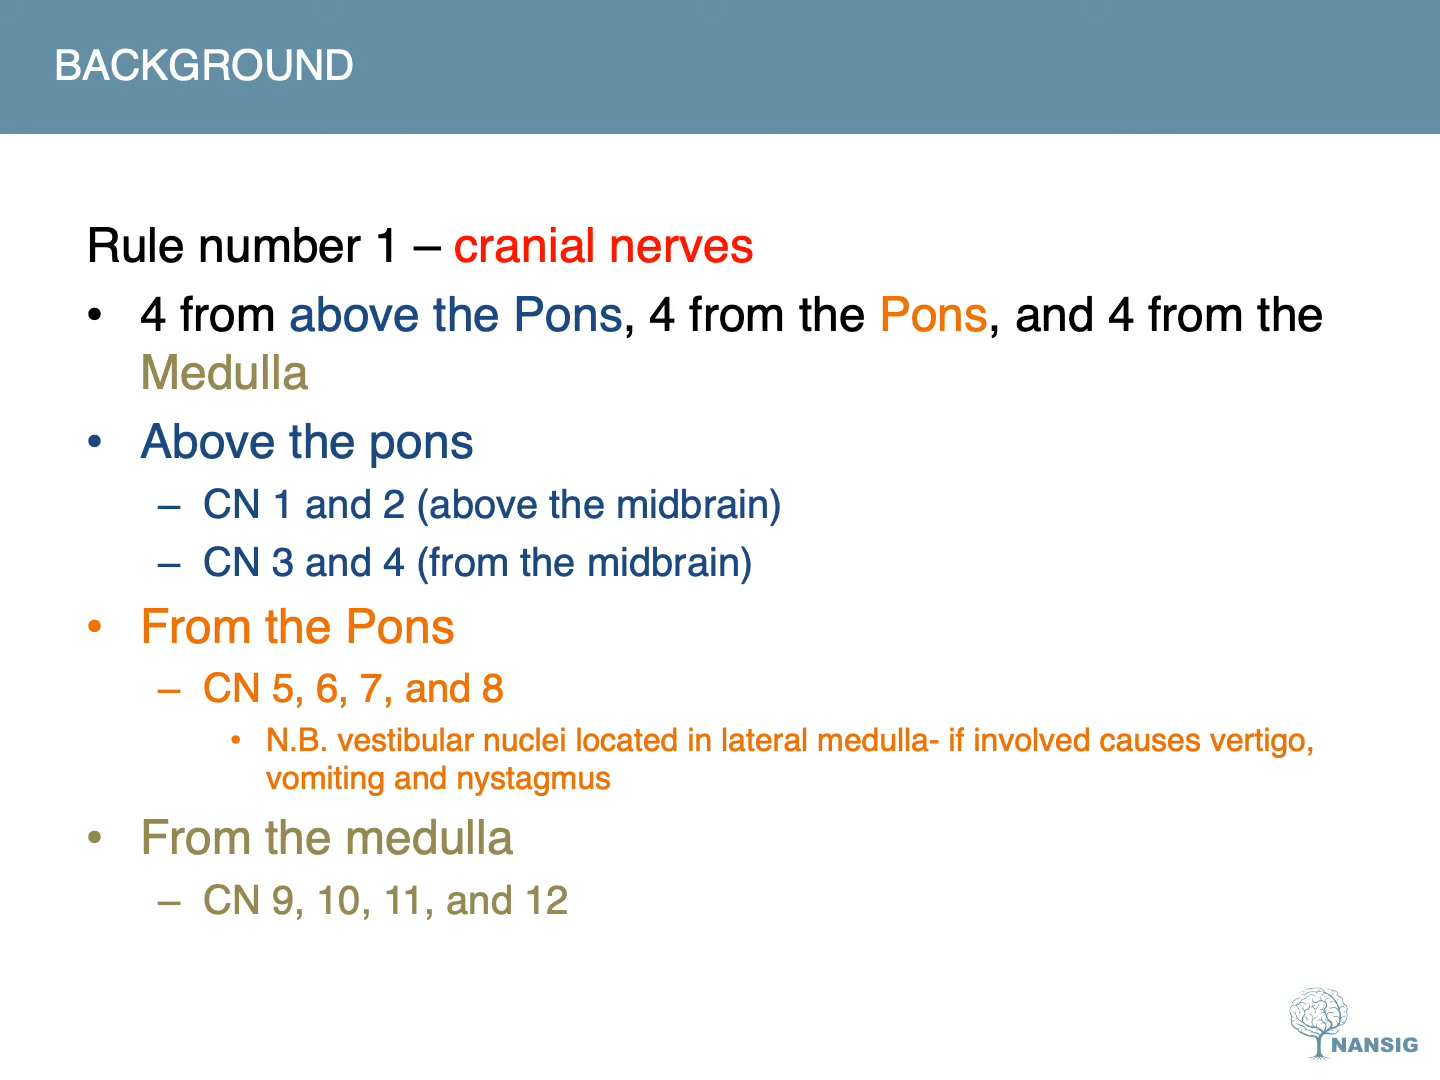 BACKGROUND
Rule number 1 – cranial nerves
• 4 from above the Pons, 4 from the Pons, and 4 from the
Medulla
• Above the pons
– CN 1 and 2 (above the midbrain)
– CN 3 and 4 (from the midbrain)
• From the Pons
– CN 5, 6, 7, and 8
• N.B. vestibular nuclei located in lateral medulla- if involved causes vertigo,
vomiting and nystagmus
• From the medulla
– CN 9, 10, 11, and 12
NANSIG